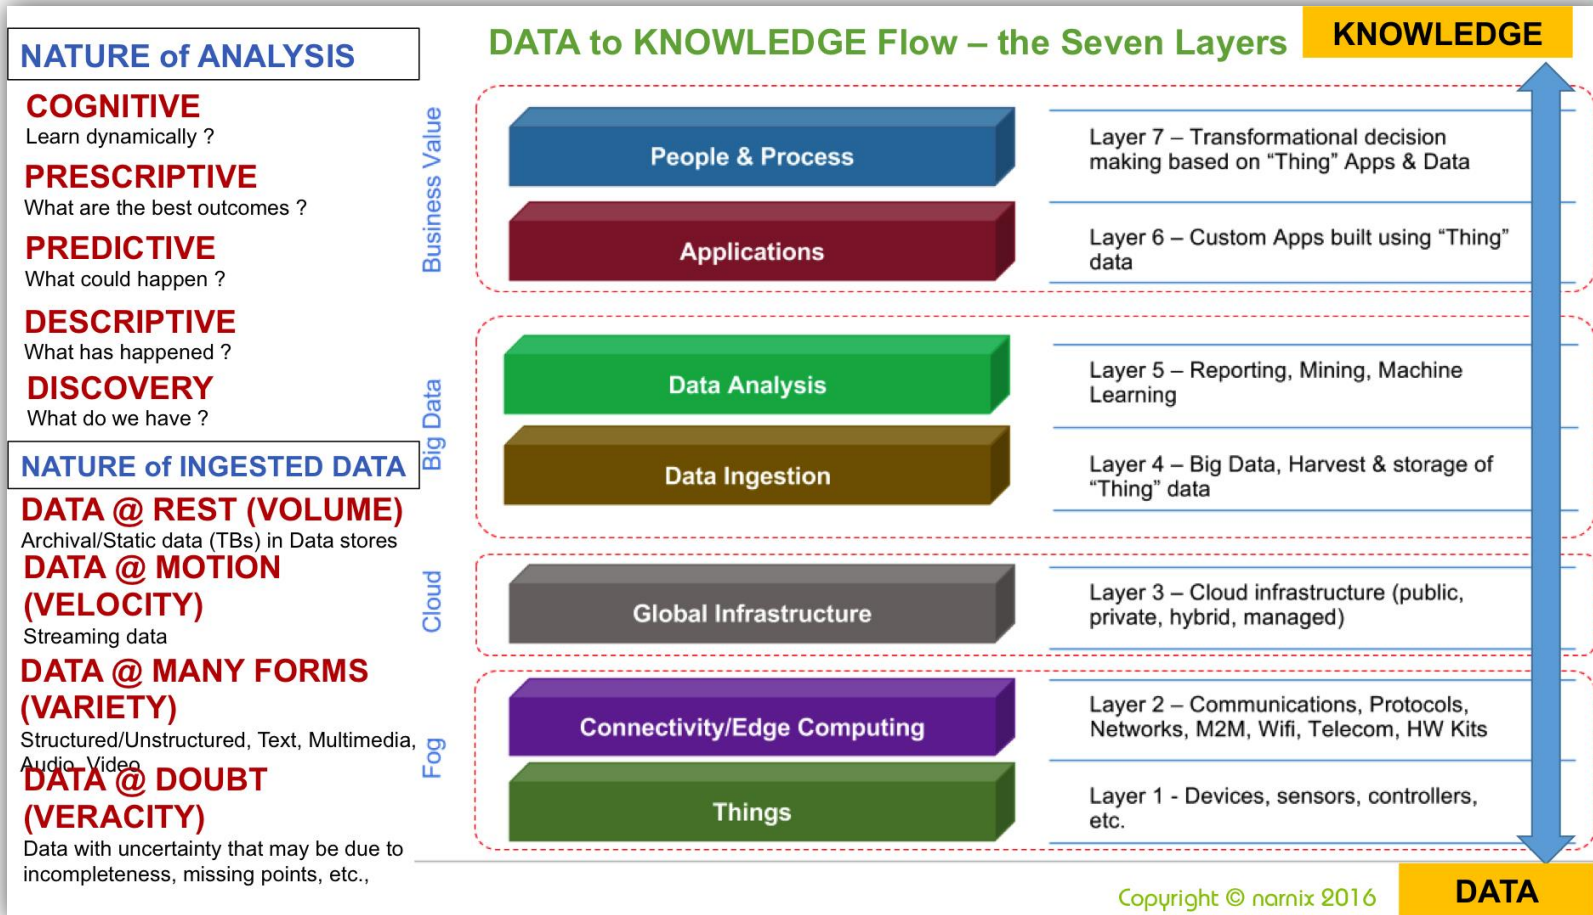 NATURE of ANALYSIS
COGNITIVE
Learn dynamically ?
PRESCRIPTIVE
What are the best outcomes ?
PREDICTIVE
What could happen ?
DESCRIPTIVE
What has happened ?
DISCOVERY
What do we have ?
NATURE of INGESTED DATA
DATA @ REST (VOLUME)
Archival/Static data (TBs) in Data stores
DATA @ MOTION
(VELOCITY)
Streaming data
DATA @ MANY FORMS
(VARIETY)
Structured/Unstructured, Text, Multimedia,
Audio, Video
DATA @ DOUBT
(VERACITY)
Data with uncertainty that may be due to
incompleteness, missing points, etc.,
DATA to KNOWLEDGE Flow – the Seven Layers
KNOWLEDGE
Business Value
People & Process
Layer 7 – Transformational decision
making based on “Thing” Apps & Data
Applications
Layer 6 – Custom Apps built using “Thing”
data
Big Data
Data Analysis
Layer 5 – Reporting, Mining, Machine
Learning
Data Ingestion
Layer 4 – Big Data, Harvest & storage of
“Thing” data
Cloud
Global Infrastructure
Layer 3 – Cloud infrastructure (public,
private, hybrid, managed)
Fog
Connectivity/Edge Computing
Layer 2 – Communications, Protocols,
Networks, M2M, Wifi, Telecom, HW Kits
Things
Layer 1 - Devices, sensors, controllers,
etc.
Copyright © narnix 2016
DATA